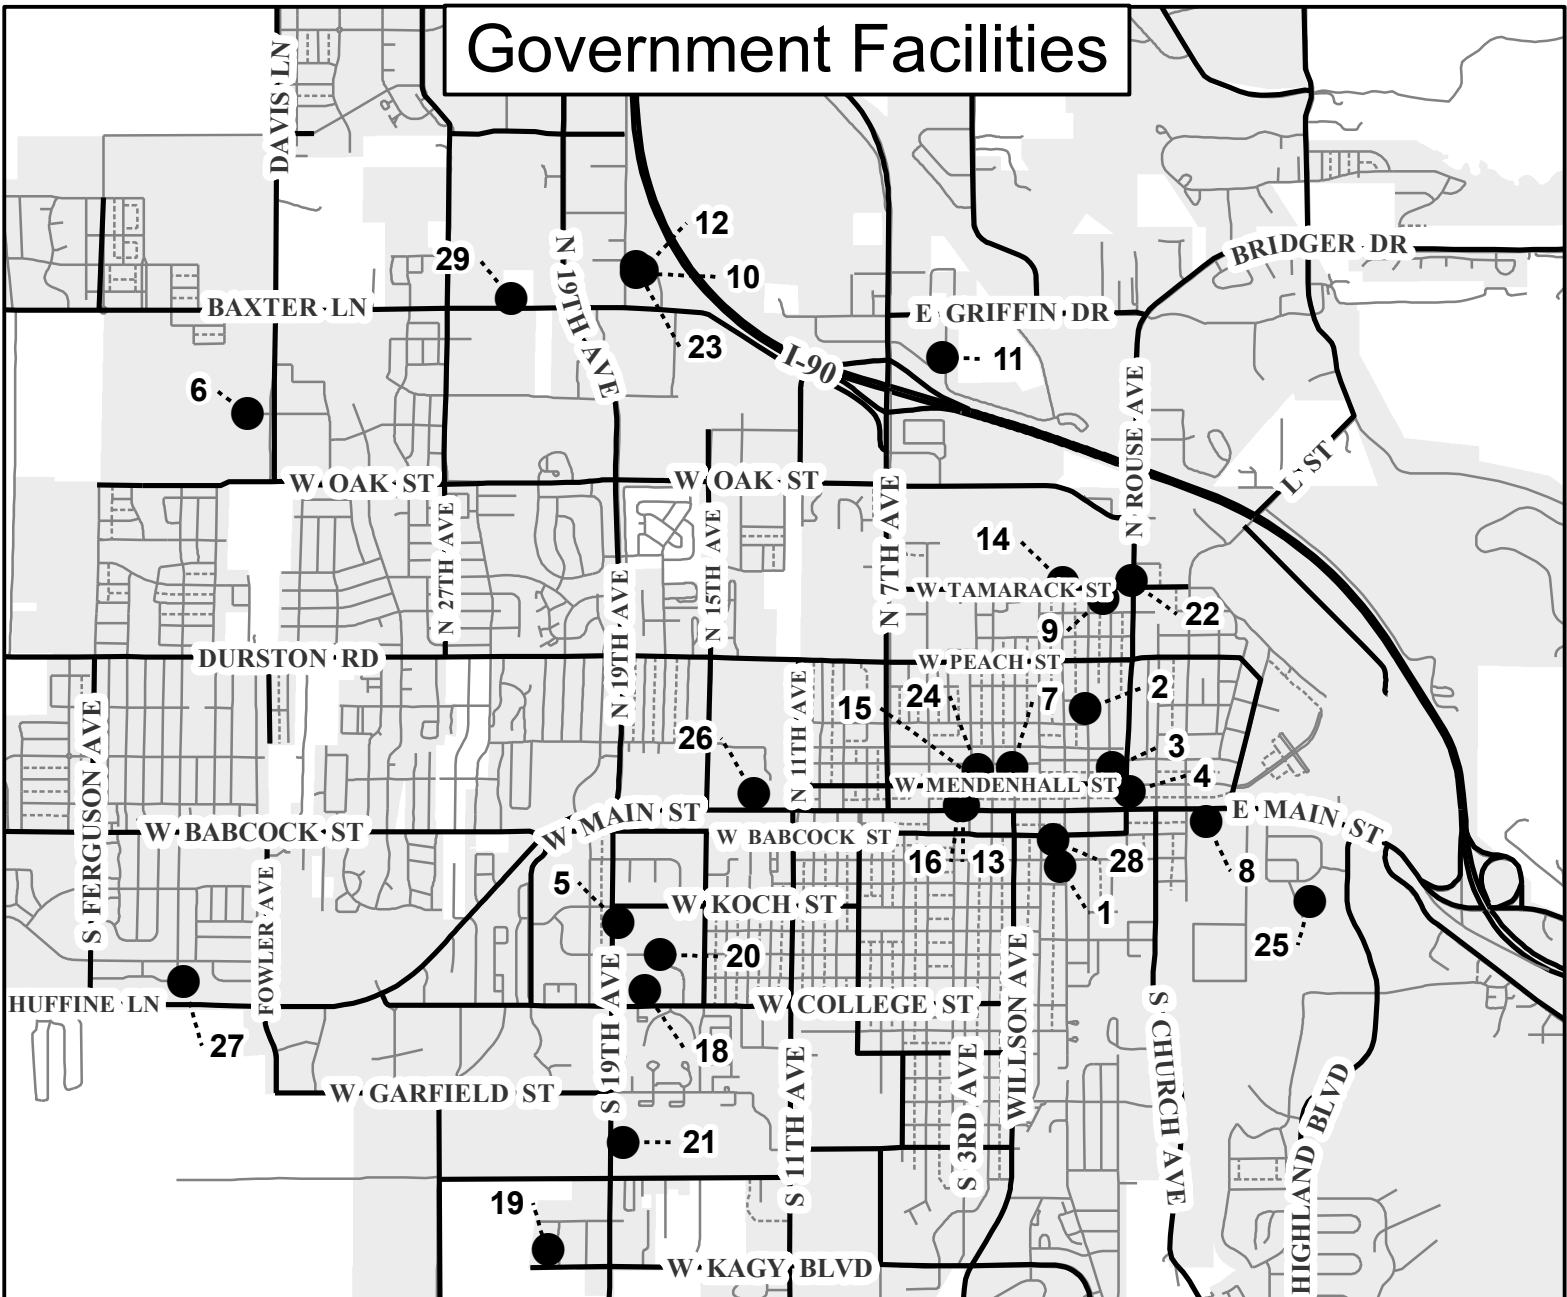 Government Facilities
DAVIS LN
12
29
10
N 19TH AVE
BRIDGER DR
BAXTER LN
E GRIFFIN DR
23
I-90
11
6
N ROUSE AVE
L ST
W OAK ST
W OAK ST
N 7TH AVE
N 27TH AVE
N 15TH AVE
14
W TAMARACK ST
22
9
N 19TH AVE
DURSTON RD
W PEACH ST
15
24
7
2
N 11TH AVE
S FERGUSON AVE
26
3
4
W MENDENHALL ST
W MAIN ST
E MAIN ST
W BABCOCK ST
W BABCOCK ST
16
13
28
8
5
FOWLER AVE
W KOCH ST
1
25
20
WILLSON AVE
HUFFINE LN
W COLLEGE ST
S 19TH AVE
27
18
S CHURCH AVE
W GARFIELD ST
S 11TH AVE
S 3RD AVE
HIGHLAND BLVD
21
19
W KAGY BLVD